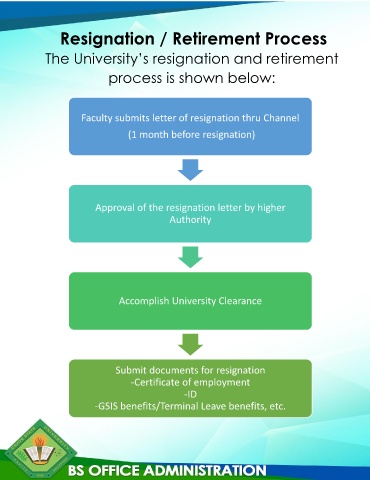 Resignation / Retirement Process
The University's resignation and retirement
process is shown below:
Faculty submits letter of resignation thru Channel
(1 month before resignation)
Approval of the resignation letter by higher
Authority
Accomplish University Clearance
Submit documents for resignation
-Certificate of employment
-ID
-GSIS benefits/Terminal Leave benefits, etc.
BS OFFICE ADMINISTRATION